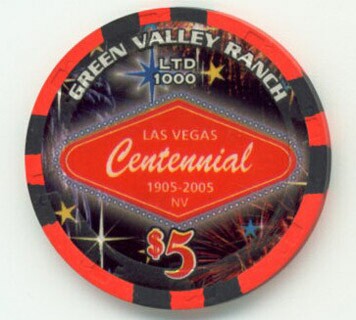 GREEN VALLEY RANCH
LTD
1000
LAS VEGAS
Centennial
1905-2005
NV
$5